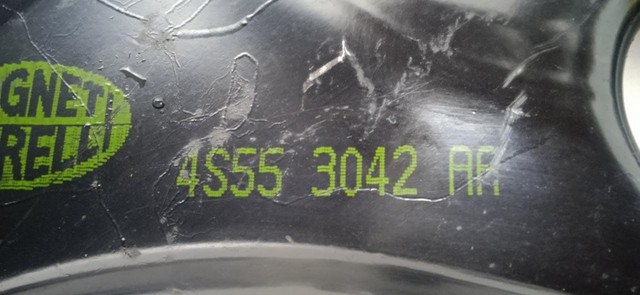 GNETI
RELLI
4S55 3042 AA